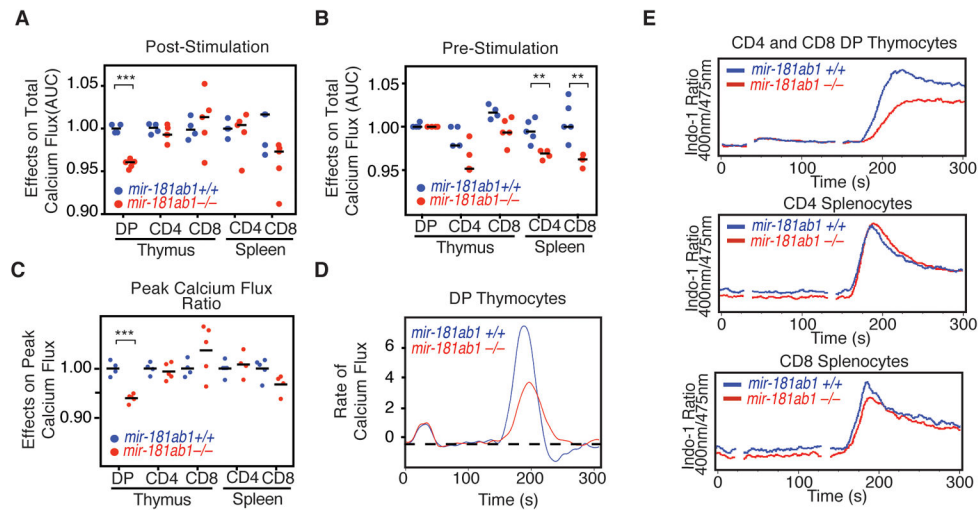 A
Post-Stimulation
Effects on Total
Calcium Flux(AUC)
1.05
1.00
0.95
0.90
***
mir-181ab1+/+
mir-181ab1–/–
DP CD4 CD8 CD4 CD8
Thymus Spleen
B
Pre-Stimulation
Effects on Total
Calcium Flux (AUC)
1.05
1.00
0.95
** **
mir-181ab1+/+
mir-181ab1–/–
DP CD4 CD8 CD4 CD8
Thymus Spleen
C
Peak Calcium Flux
Ratio
Effects on Peak
Calcium Flux
1.00
0.90
***
mir-181ab1+/+
mir-181ab1–/–
DP CD4 CD8 CD4 CD8
Thymus Spleen
D
DP Thymocytes
mir-181ab1 +/+
mir-181ab1 –/–
Rate of
Calcium Flux
6
4
2
0
0 100 200 300
Time (s)
E
CD4 and CD8 DP Thymocytes
mir-181ab1 +/+
mir-181ab1 –/–
Indo-1 Ratio
400nm/475nm
0 100 200 300
Time (s)
CD4 Splenocytes
mir-181ab1 +/+
mir-181ab1 –/–
Indo-1 Ratio
400nm/475nm
0 100 200 300
Time (s)
CD8 Splenocytes
mir-181ab1 +/+
mir-181ab1 –/–
Indo-1 Ratio
400nm/475nm
0 100 200 300
Time (s)